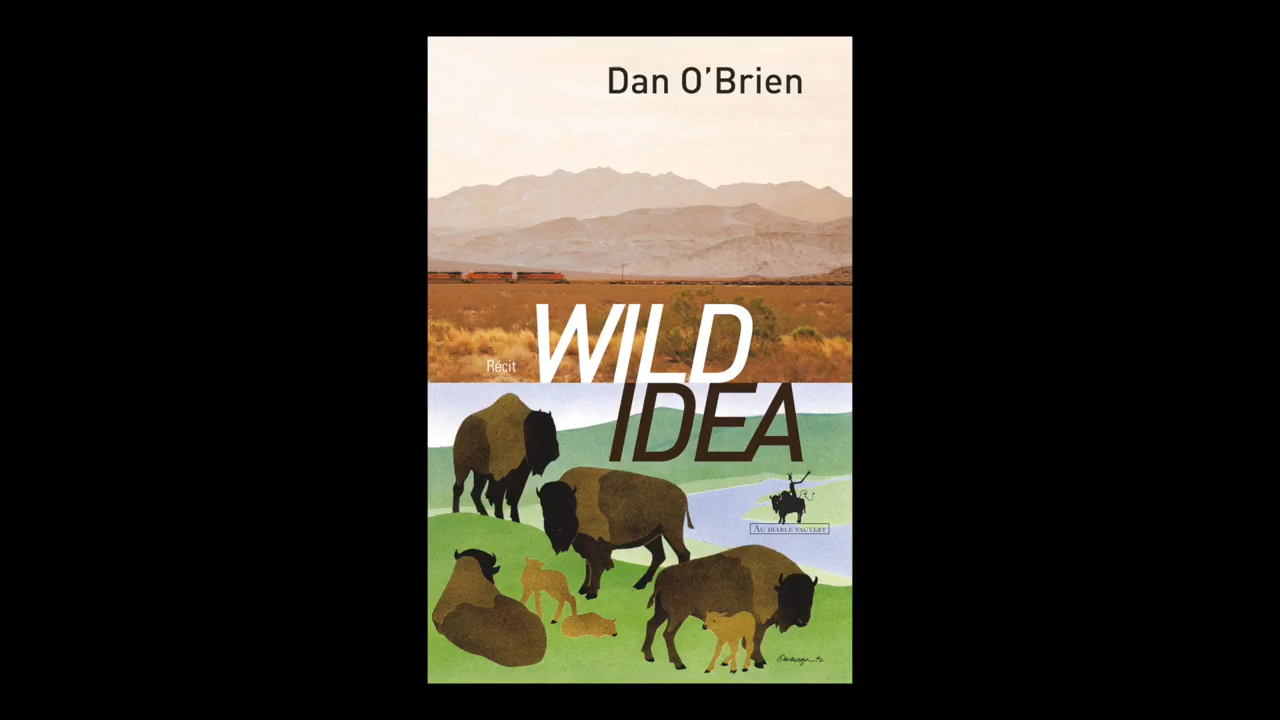 Dan O’Brien
WILD
Récit
IDEA
AU DIABLE VAUVERT